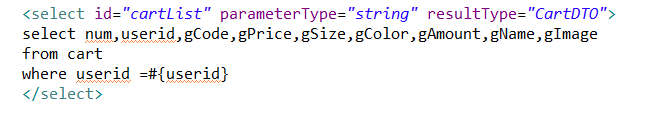 <select id="cartList" parameterType="string" resultType="CartDTO">
select num,userid,gCode,gPrice,gSize,gColor,gAmount,gName,gImage
from cart
where userid =#{userid}
</select>